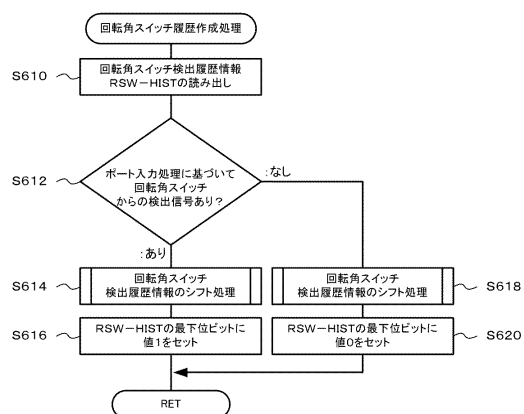 回転角スイッチ履歴作成処理
S610
回転角スイッチ検出履歴情報
RSW-HISTの読み出し
S612
ポート入力処理に基づいて
回転角スイッチ
からの検出信号あり?
:なし
:あり
S614
回転角スイッチ
検出履歴情報のシフト処理
回転角スイッチ
検出履歴情報のシフト処理
S618
S616
RSW-HISTの最下位ビットに
値1をセット
RSW-HISTの最下位ビットに
値0をセット
S620
RET